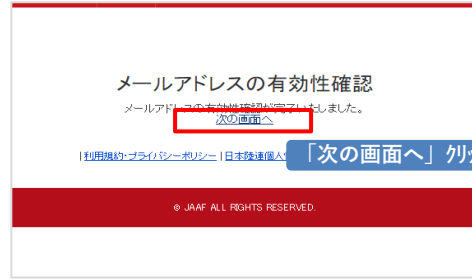 メールアドレスの有効性確認
メールアドレスの有効性確認が完了いたしました。
次の画面へ
| 利用規約・プライバシーポリシー | 日本陸連個人
「次の画面へ」クリッ
© JAAF ALL RIGHTS RESERVED.